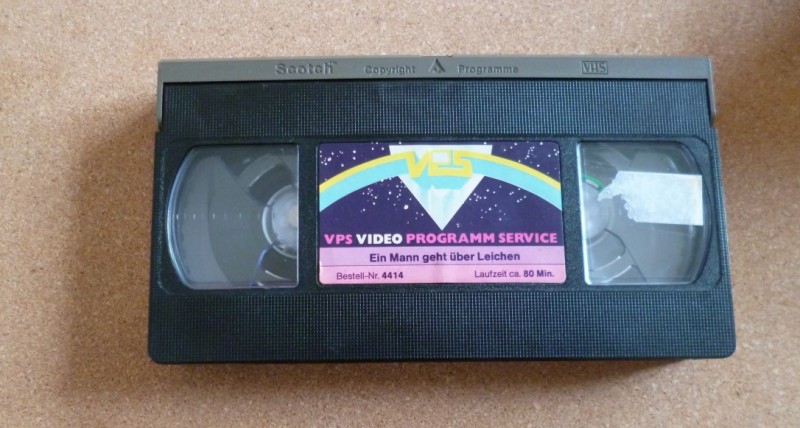 Scotch™ Copyright Programme VHS
VPS
VPS VIDEO PROGRAMM SERVICE
Ein Mann geht über Leichen
Bestell-Nr. 4414 Laufzeit ca. 80 Min.